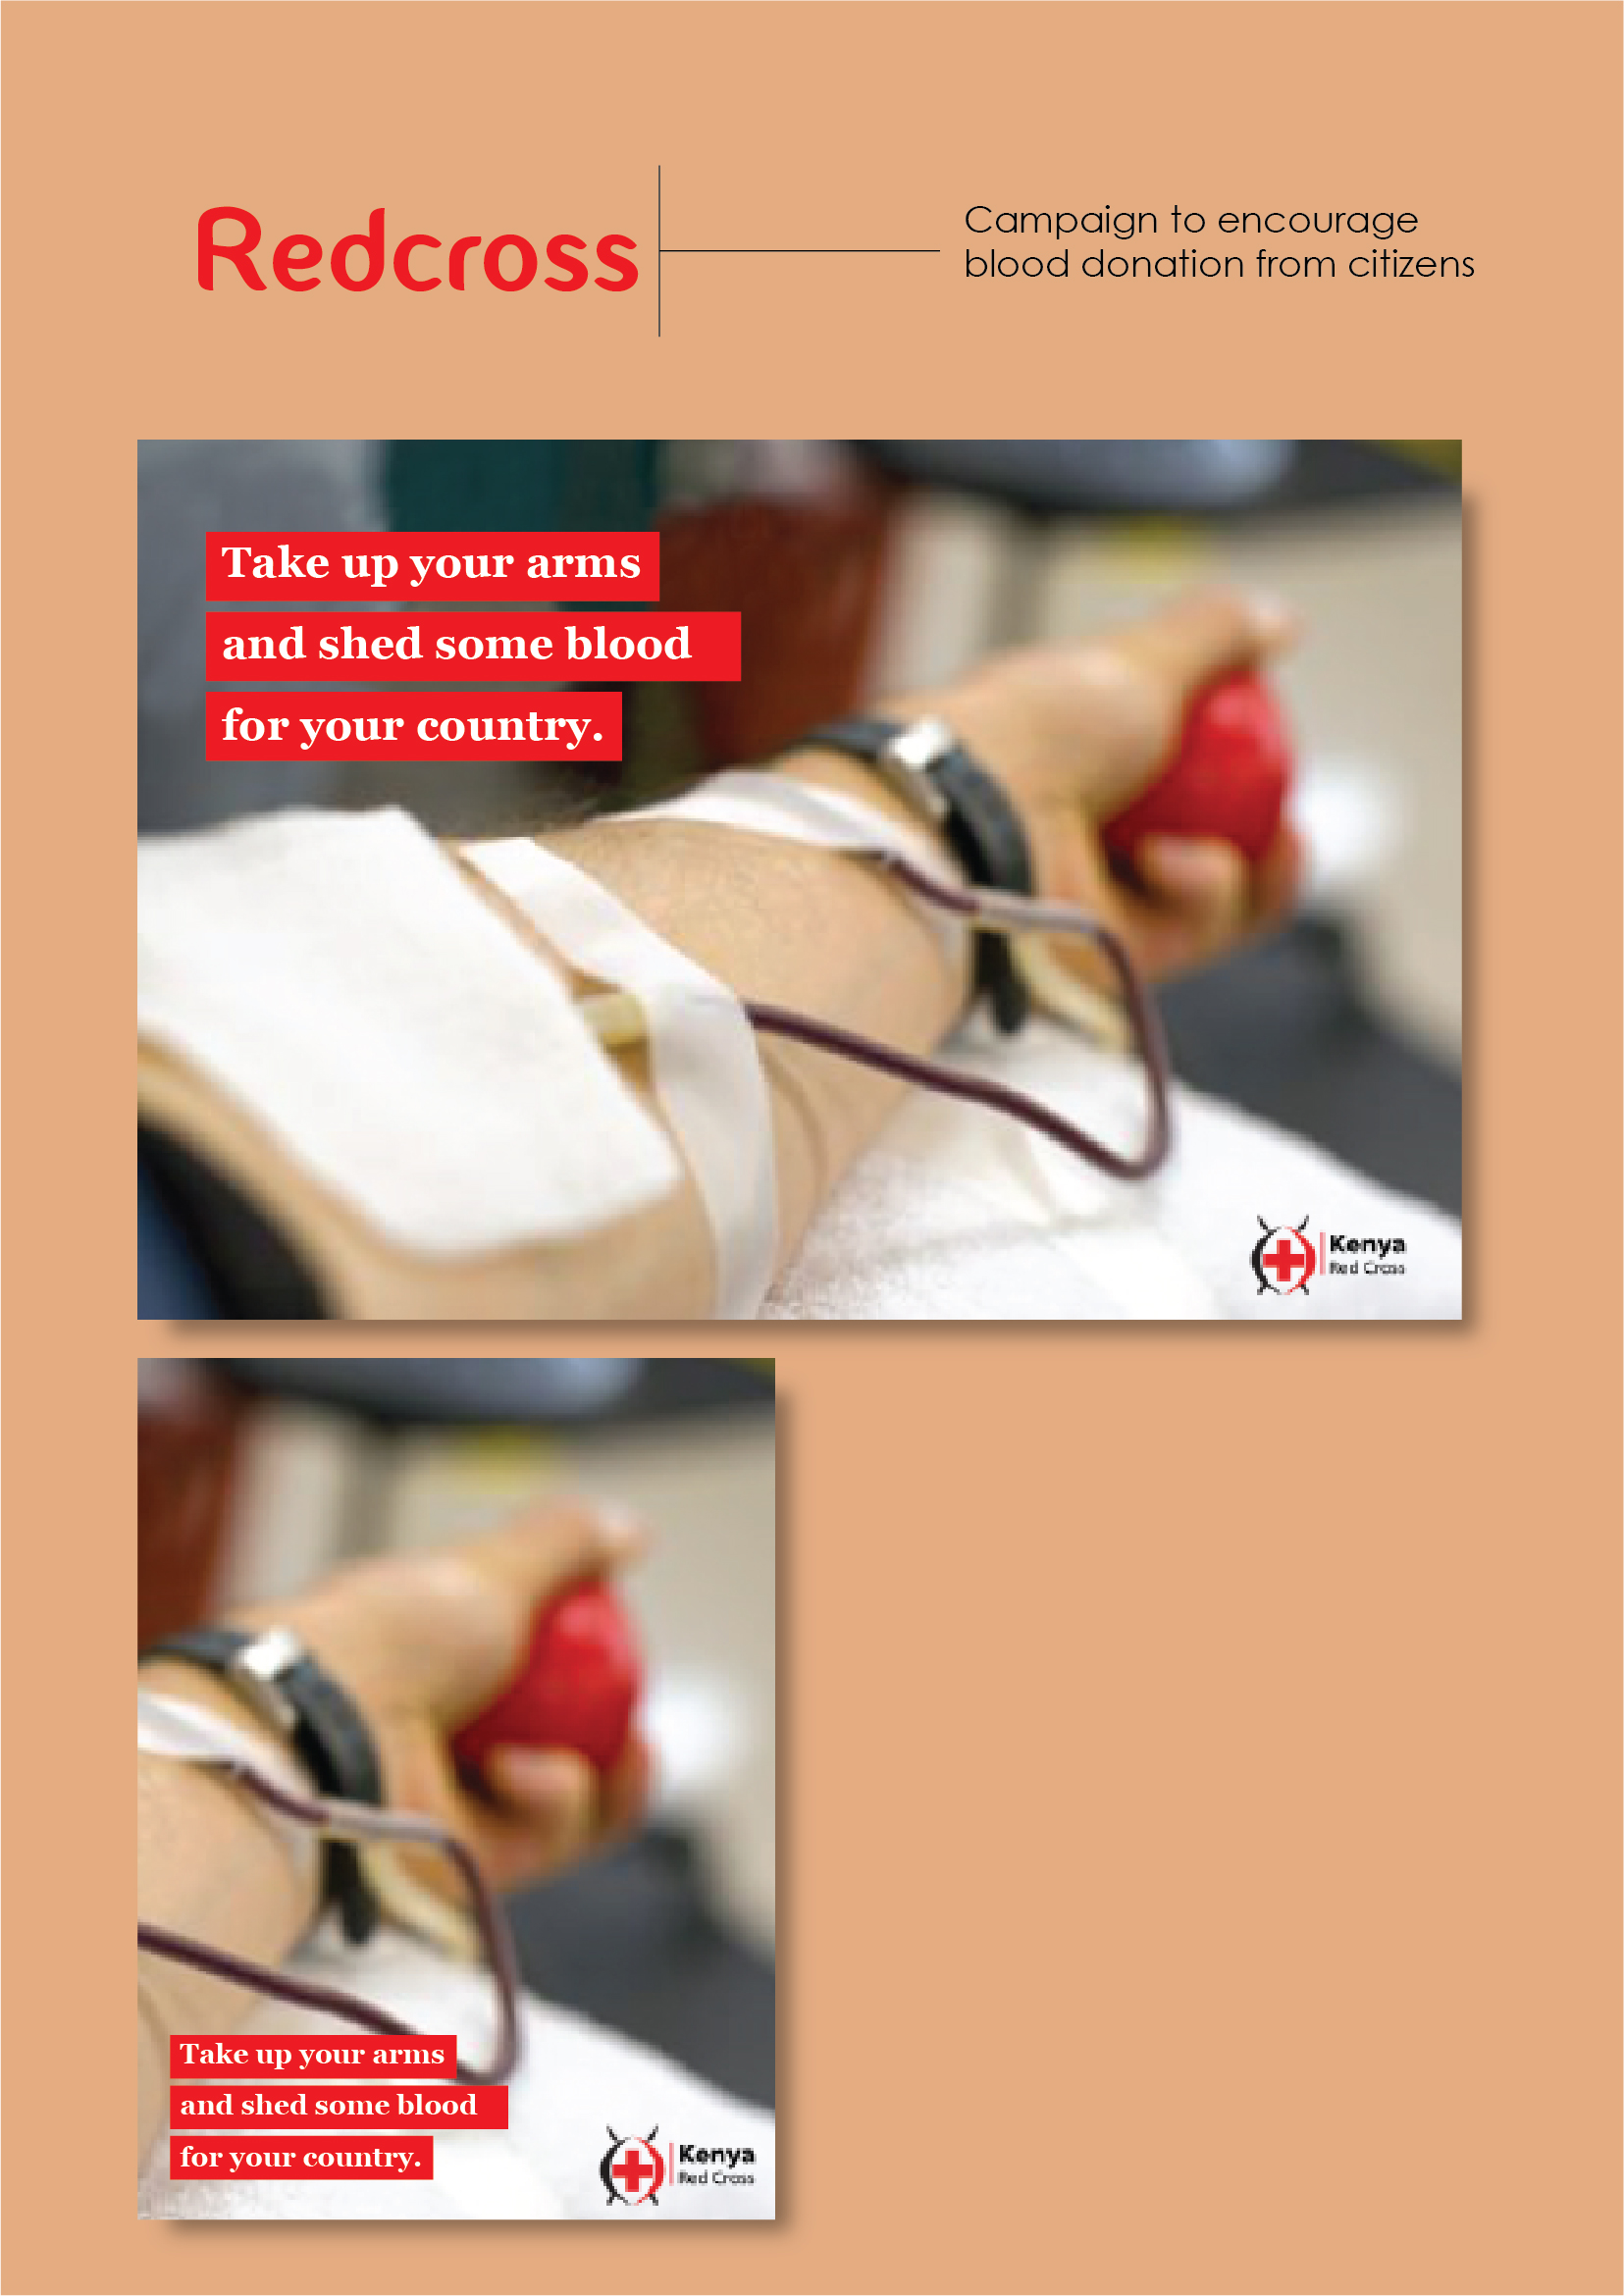 Redcross
Campaign to encourage
blood donation from citizens
Take up your arms
and shed some blood
for your country.
Kenya
Red Cross
Take up your arms
and shed some blood
for your country.
Kenya
Red Cross